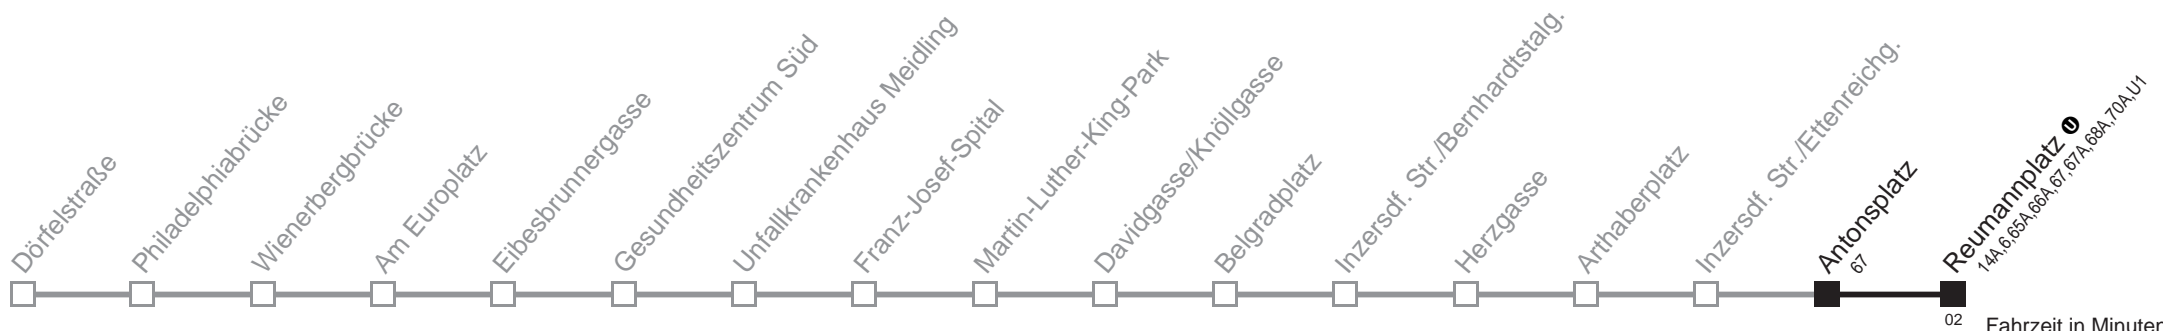 Dörfelstraße
Philadelphiabrücke
Wienerbergbrücke
Am Europlatz
Eibesbrunnergasse
Gesundheitszentrum Süd
Unfallkrankenhaus Meidling
Franz-Josef-Spital
Martin-Luther-King-Park
Davidgasse/Knöllgasse
Belgradplatz
Inzersdf. Str./Bernhardtstalg.
Herzgasse
Arthaberplatz
Inzersdf. Str./Ettenreichg.
Antonsplatz
67
Reumannplatz U
14A,6,65A,66A,67,67A,68A,70A,U1
02
Fahrzeit in Minuten